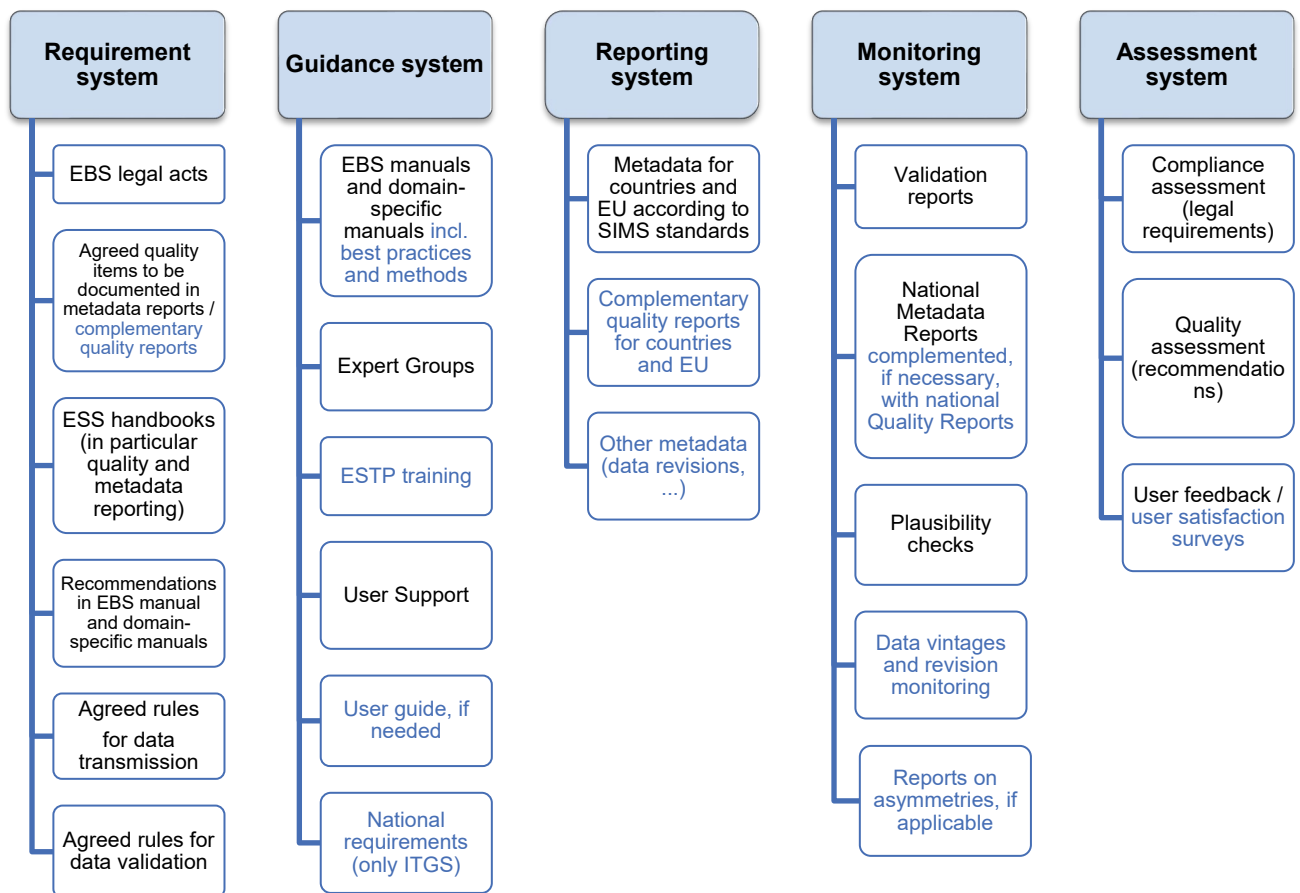 Requirement
system
EBS legal acts
Agreed quality
items to be
documented in
metadata reports /
complementary
quality reports
ESS handbooks
(in particular
quality and
metadata
reporting)
Recommendations
in EBS manual
and domain-
specific manuals
Agreed rules
for data
transmission
Agreed rules for
data validation
Guidance system
EBS manuals
and domain-
specific
manuals incl.
best practices
and methods
Expert Groups
ESTP training
User Support
User guide, if
needed
National
requirements
(only ITGS)
Reporting
system
Metadata for
countries and
EU according to
SIMS standards
Complementary
quality reports
for countries
and EU
Other metadata
(data revisions,
...)
Monitoring
system
Validation
reports
National
Metadata
Reports
complemented,
if necessary,
with national
Quality Reports
Plausibility
checks
Data vintages
and revision
monitoring
Reports on
asymmetries, if
applicable
Assessment
system
Compliance
assessment
(legal
requirements)
Quality
assessment
(recommendatio
ns)
User feedback /
user satisfaction
surveys